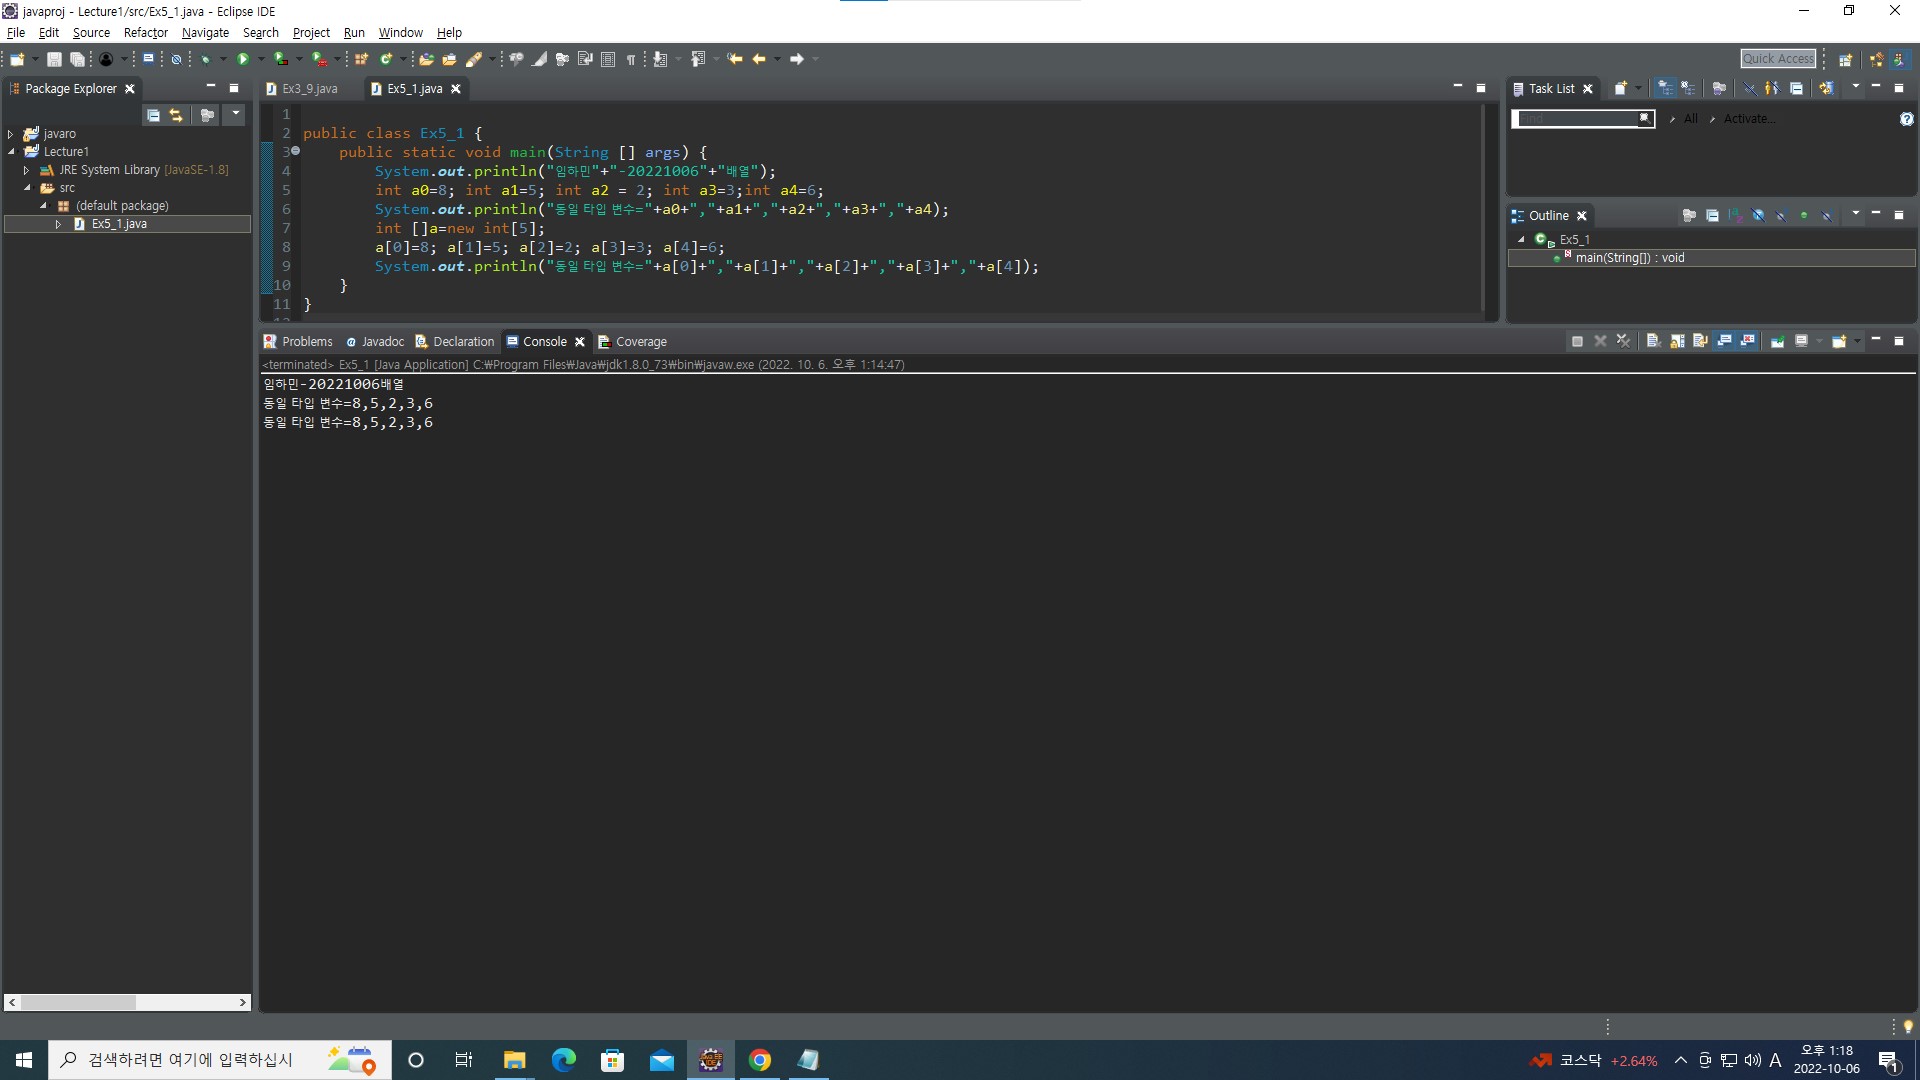 javaproj - Lecture1/src/Ex5_1.java - Eclipse IDE
File Edit Source Refactor Navigate Search Project Run Window Help
Quick Access
Package Explorer
Ex3_9.java Ex5_1.java
Task List
Find All Activate...
javaro
Lecture1
JRE System Library [JavaSE-1.8]
src
(default package)
Ex5_1.java
1
2 public class Ex5_1 {
3 public static void main(String [] args) {
4 System.out.println("임하민"+"-20221006"+"배열");
5 int a0=8; int a1=5; int a2 = 2; int a3=3;int a4=6;
6 System.out.println("동일 타입 변수="+a0+","+a1+","+a2+","+a3+","+a4);
7 int []a=new int[5];
8 a[0]=8; a[1]=5; a[2]=2; a[3]=3; a[4]=6;
9 System.out.println("동일 타입 변수="+a[0]+","+a[1]+","+a[2]+","+a[3]+","+a[4]);
10 }
11 }
Outline
Ex5_1
main(String[]) : void
Problems Javadoc Declaration Console Coverage
<terminated> Ex5_1 [Java Application] C:₩Program Files₩Java₩jdk1.8.0_73₩bin₩javaw.exe (2022. 10. 6. 오후 1:14:47)
임하민-20221006배열
동일 타입 변수=8,5,2,3,6
동일 타입 변수=8,5,2,3,6
검색하려면 여기에 입력하십시
코스닥 +2.64%
A
오후 1:18
2022-10-06
1